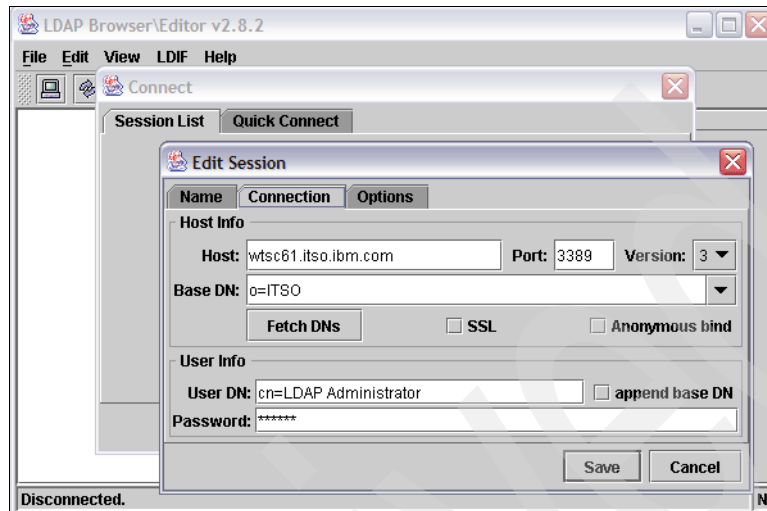 LDAP Browser\Editor v2.8.2
File Edit View LDIF Help
Connect
Session List Quick Connect
Edit Session
Name Connection Options
Host Info
Host: wtsc61.itso.ibm.com Port: 3389 Version: 3
Base DN: o=ITSO
Fetch DNs SSL Anonymous bind
User Info
User DN: cn=LDAP Administrator append base DN
Password: ******
Save Cancel
Disconnected.